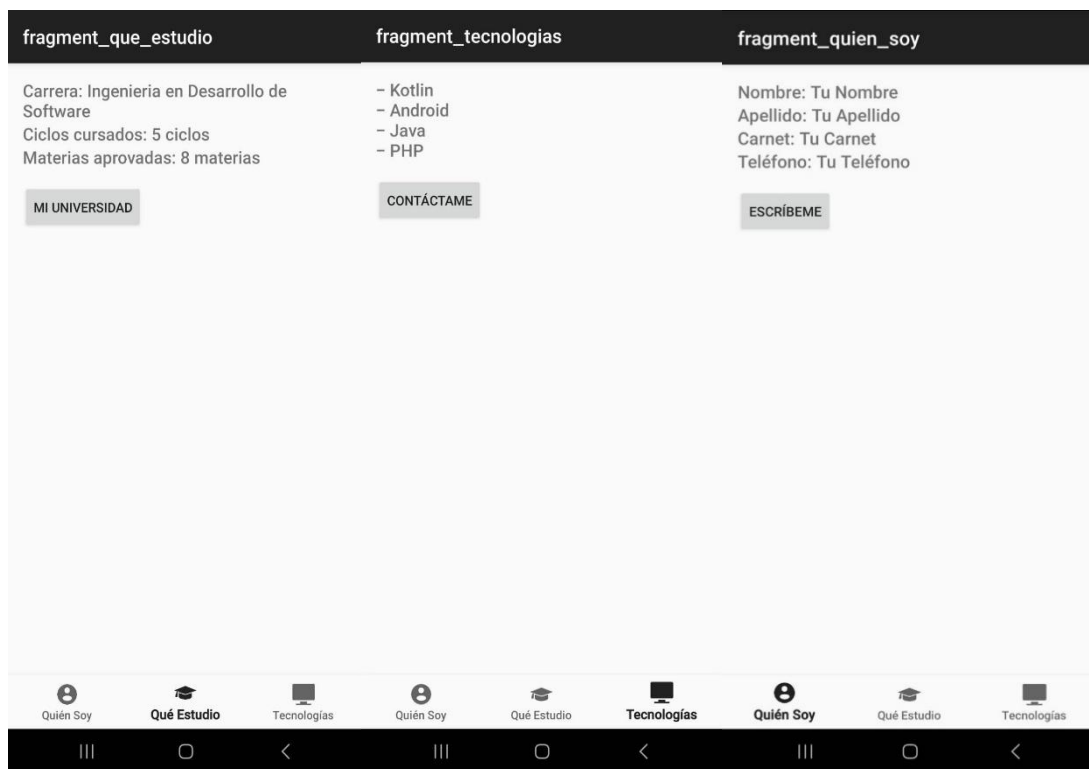 fragment_que_estudio
Carrera: Ingenieria en Desarrollo de
Software
Ciclos cursados: 5 ciclos
Materias aprovadas: 8 materias
MI UNIVERSIDAD
Quién Soy
Qué Estudio
Tecnologías
fragment_tecnologias
– Kotlin
– Android
– Java
– PHP
CONTÁCTAME
Quién Soy
Qué Estudio
Tecnologías
fragment_quien_soy
Nombre: Tu Nombre
Apellido: Tu Apellido
Carnet: Tu Carnet
Teléfono: Tu Teléfono
ESCRÍBEME
Quién Soy
Qué Estudio
Tecnologías